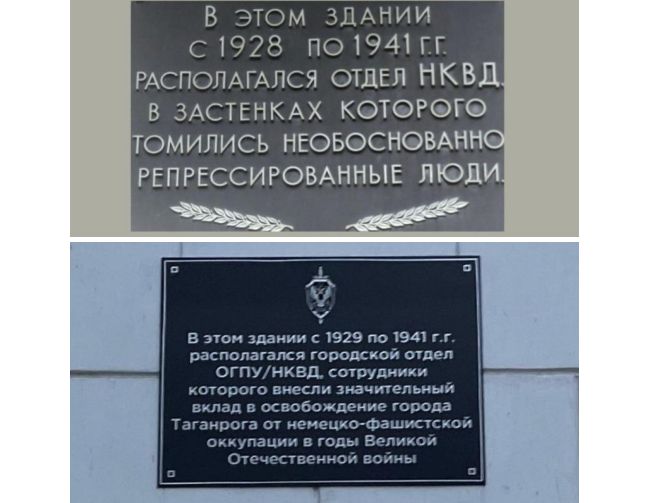 В ЭТОМ ЗДАНИИ
С 1928 ПО 1941 Г.Г.
РАСПОЛАГАЛСЯ ОТДЕЛ НКВД.
В ЗАСТЕНКАХ КОТОРОГО
ТОМИЛИСЬ НЕОБОСНОВАННО
РЕПРЕССИРОВАННЫЕ ЛЮДИ.
В этом здании с 1929 по 1941 г.г.
располагался городской отдел
ОГПУ/НКВД, сотрудники
которого внесли значительный
вклад в освобождение города
Таганрога от немецко-фашистской
оккупации в годы Великой
Отечественной войны